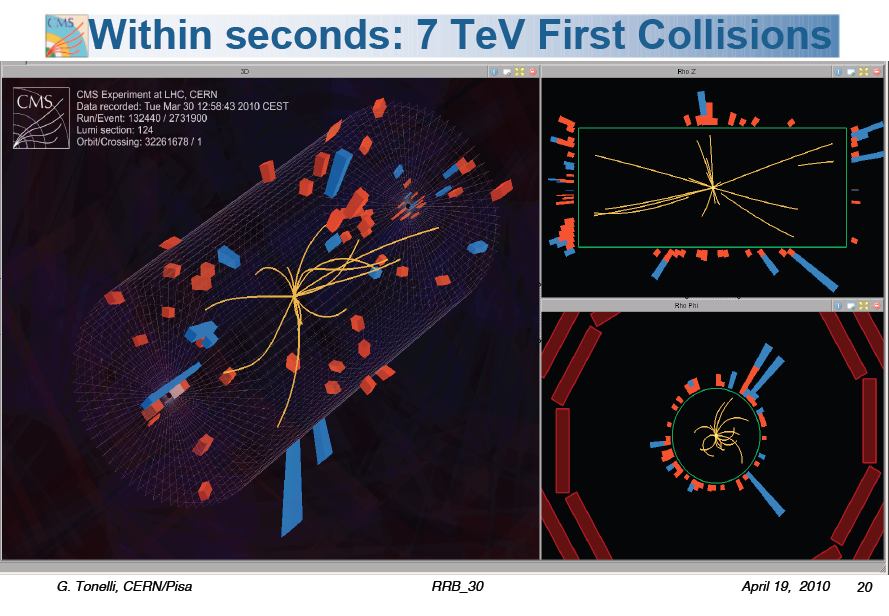 CMS
Within seconds: 7 TeV First Collisions
3D
Rho Z
CMS
CMS Experiment at LHC, CERN
Data recorded: Tue Mar 30 12:58:43 2010 CEST
Run/Event: 132440 / 2731900
Lumi section: 124
Orbit/Crossing: 32261678 / 1
Rho Phi
G. Tonelli, CERN/Pisa
RRB_30
April 19, 2010
20